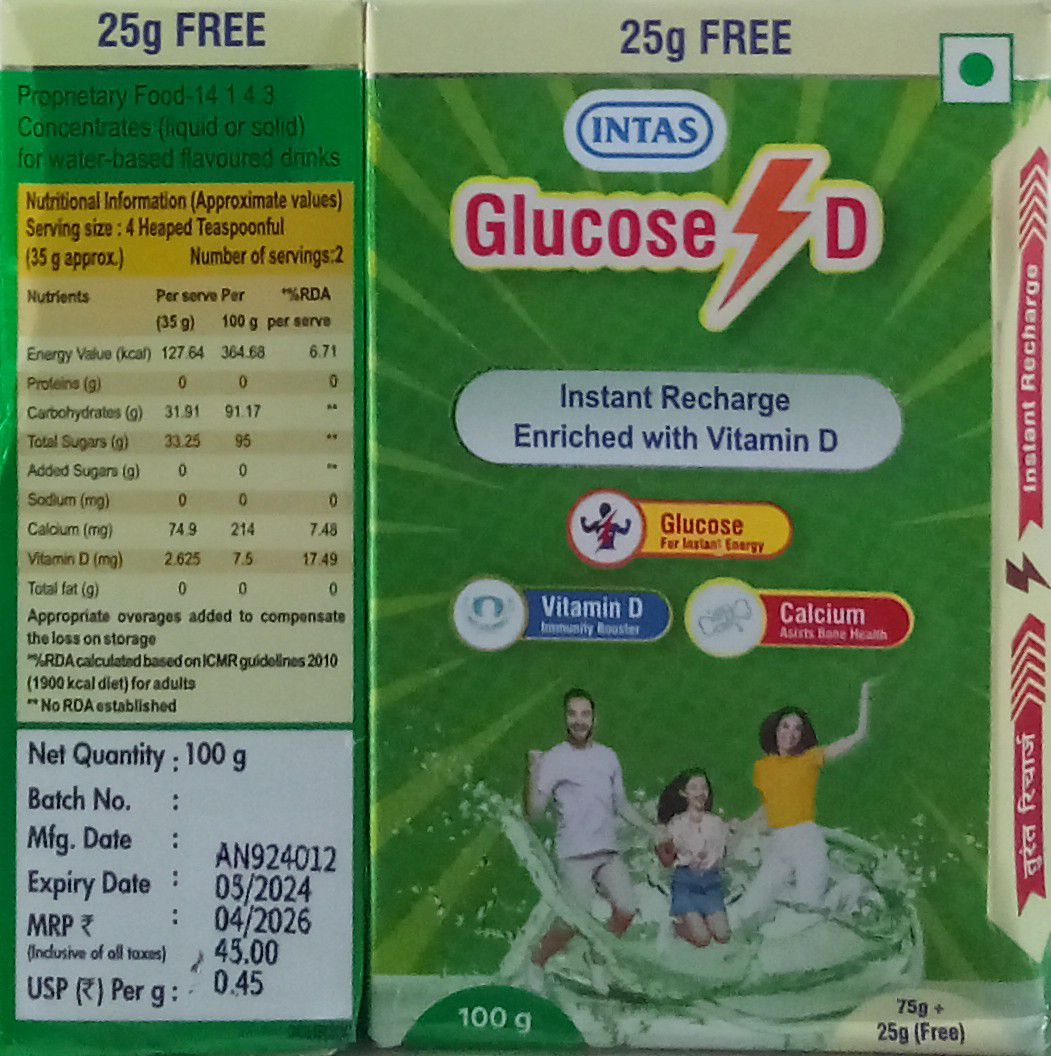 25g FREE
Proprietary Food-14 1 4 3
Concentrates (liquid or solid)
for water-based flavoured drinks
Nutritional Information (Approximate values)
Serving size : 4 Heaped Teaspoonful
(35 g approx.) Number of servings:2
Nutrients Per serve Per *%RDA
(35 g) 100 g per serve
Energy Value (kcal) 127.64 364.68 6.71
Proteins (g) 0 0 0
Carbohydrates (g) 31.91 91.17 **
Total Sugars (g) 33.25 95 **
Added Sugars (g) 0 0 **
Sodium (mg) 0 0 0
Calcium (mg) 74.9 214 7.48
Vitamin D (mg) 2.625 7.5 17.49
Total fat (g) 0 0 0
Appropriate overages added to compensate
the loss on storage
*%RDA calculated based on ICMR guidelines 2010
(1900 kcal diet) for adults
** No RDA established
Net Quantity : 100 g
Batch No. :
Mfg. Date :
Expiry Date :
MRP ₹ :
(Inclusive of all taxes)
USP (₹) Per g :
AN924012
05/2024
04/2026
45.00
0.45
25g FREE
INTAS
Glucose D
Instant Recharge
Enriched with Vitamin D
Glucose
For Instant Energy
Vitamin D
Immunity Booster
Calcium
Asists Bone Health
100 g
75g +
25g (Free)
Instant Recharge
तुरंत रिचार्ज